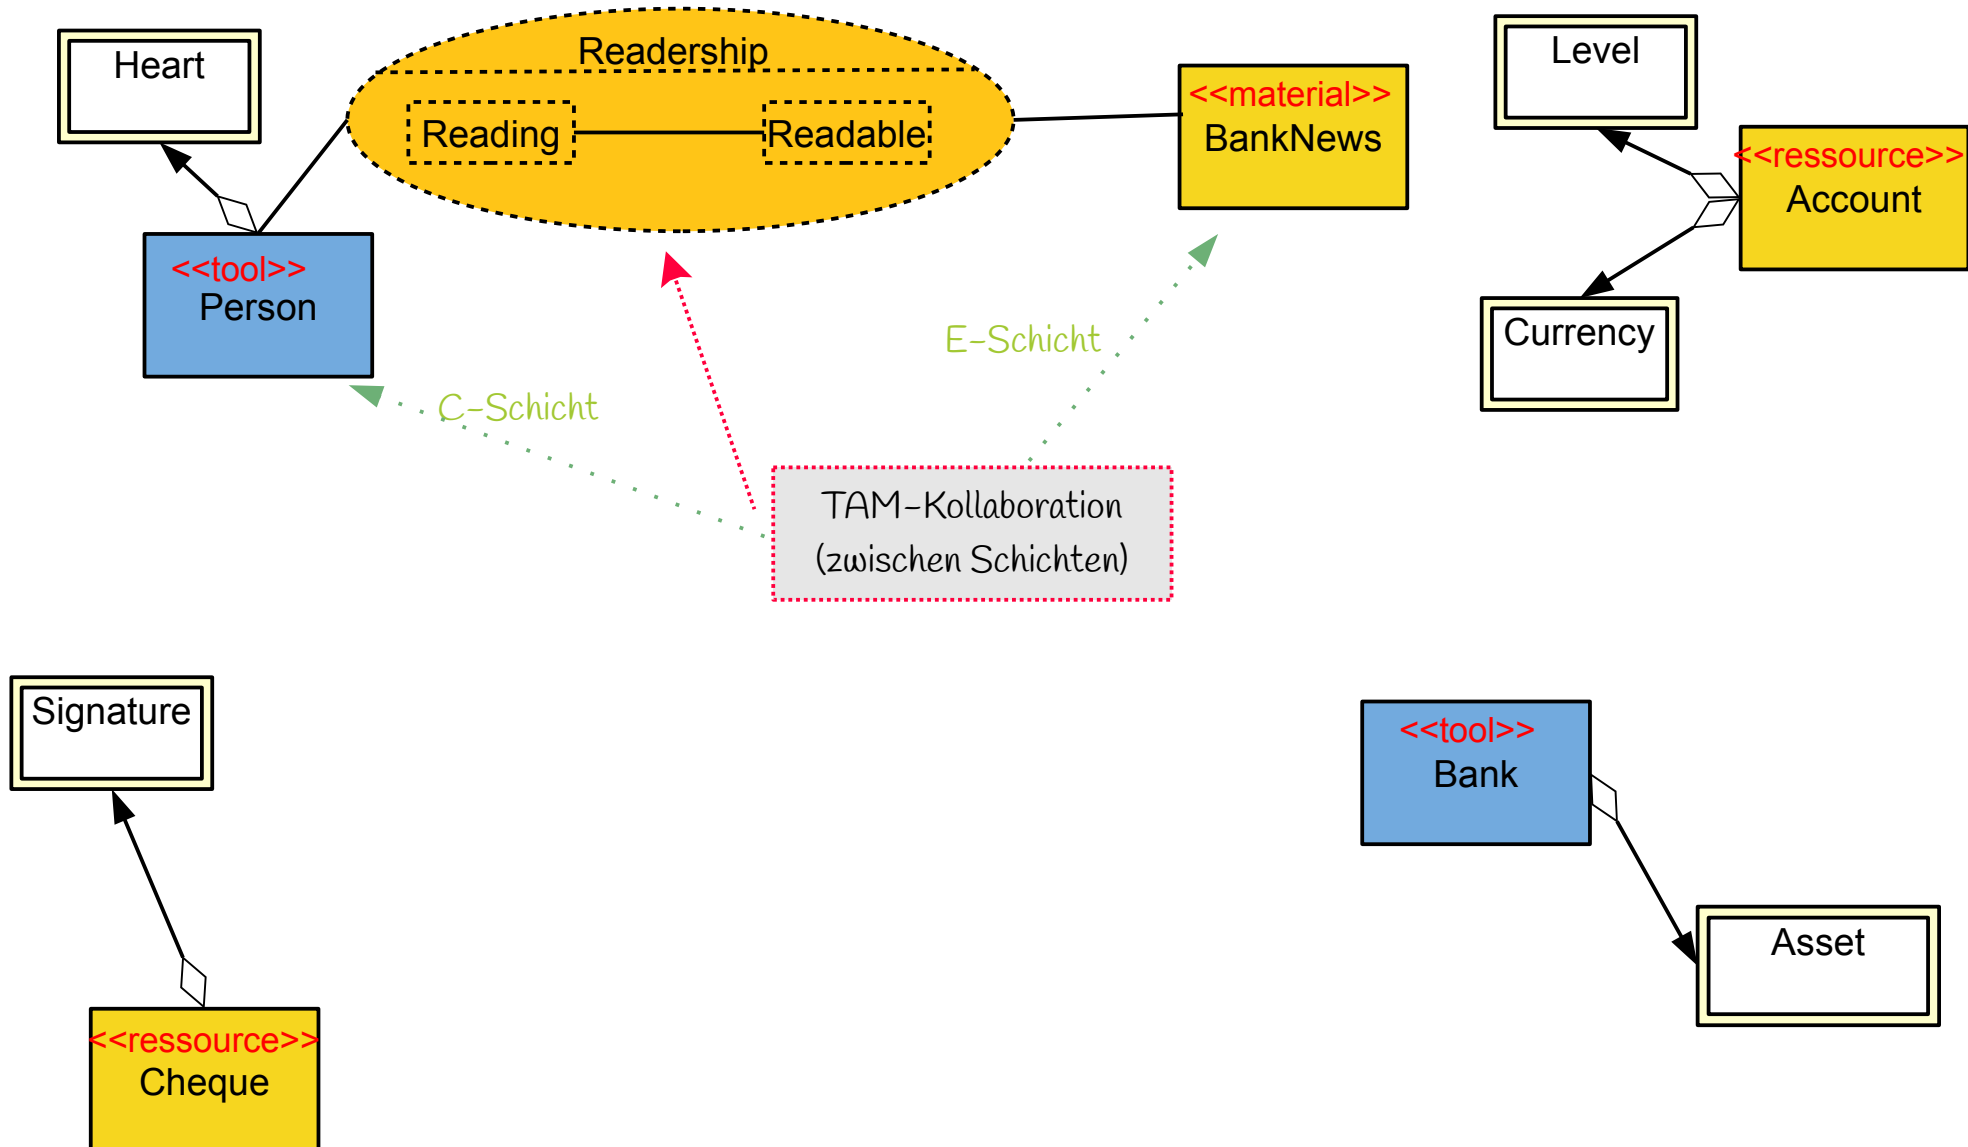 Readership
Heart
Level
<<material>>
Reading
Readable
BankNews
<<ressource>>
Account
<<tool>>
Person
E-Schicht
Currency
C-Schicht
TAM-Kollaboration
(zwischen Schichten)
Signature
<<tool>>
Bank
Asset
<<ressource>>
Cheque